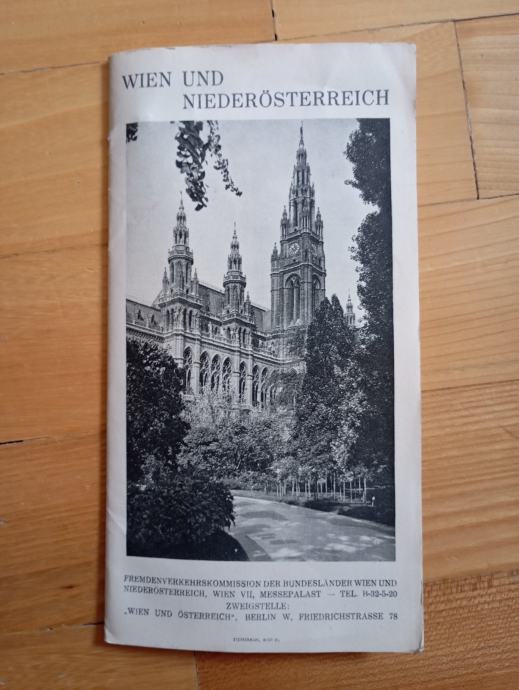 WIEN UND
NIEDERÖSTERREICH
FREMDENVERKEHRSKOMMISSION DER BUNDESLÄNDER WIEN UND
NIEDERÖSTERREICH, WIEN VII, MESSEPALAST — TEL. B-32-5-20
ZWEIGSTELLE:
„WIEN UND ÖSTERREICH“, BERLIN W, FRIEDRICHSTRASSE 78